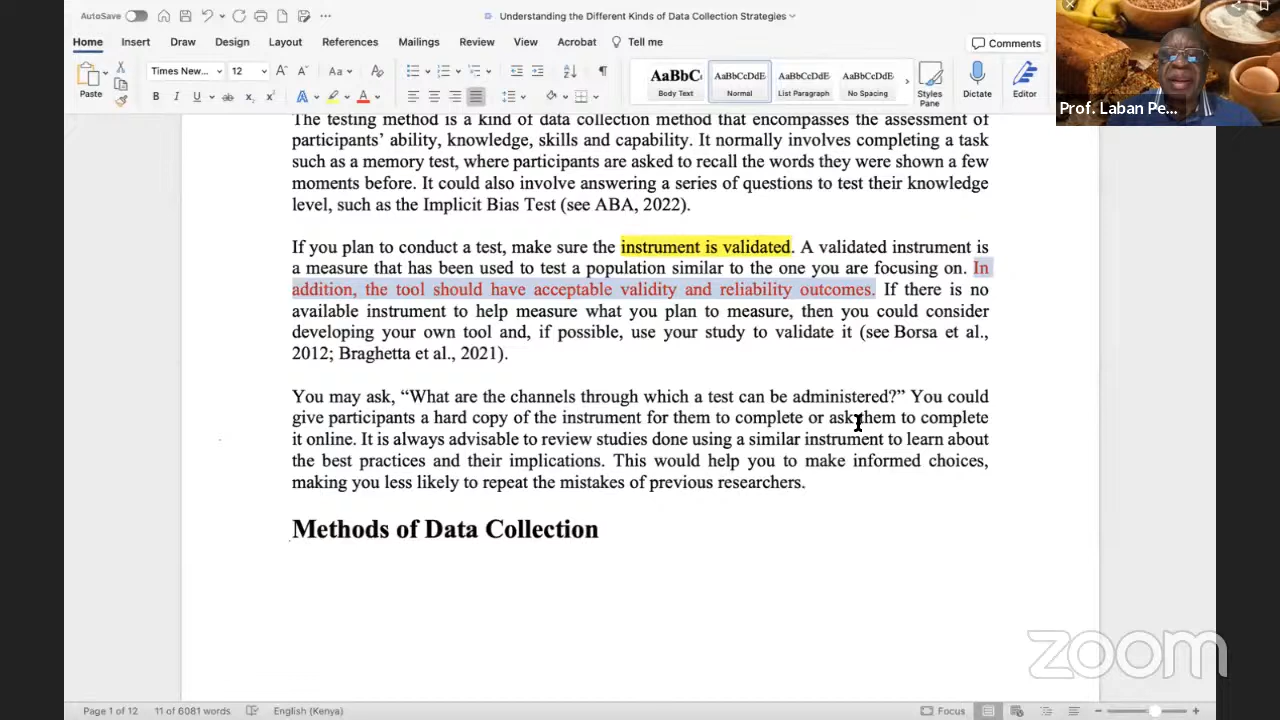 AutoSave
Understanding the Different Kinds of Data Collection Strategies
Home Insert Draw Design Layout References Mailings Review View Acrobat Tell me
Comments
Paste
Times New... 12
Aa
B I U ab x2 x2 A A
AaBbC AaBbCcDdE AaBbCcDdE AaBbCcDdE
Body Text Normal List Paragraph No Spacing
Styles Pane
Dictate
Editor
Prof. Laban Pe...
The testing method is a kind of data collection method that encompasses the assessment of
participants’ ability, knowledge, skills and capability. It normally involves completing a task
such as a memory test, where participants are asked to recall the words they were shown a few
moments before. It could also involve answering a series of questions to test their knowledge
level, such as the Implicit Bias Test (see ABA, 2022).
If you plan to conduct a test, make sure the instrument is validated. A validated instrument is
a measure that has been used to test a population similar to the one you are focusing on. In
addition, the tool should have acceptable validity and reliability outcomes. If there is no
available instrument to help measure what you plan to measure, then you could consider
developing your own tool and, if possible, use your study to validate it (see Borsa et al.,
2012; Braghetta et al., 2021).
You may ask, “What are the channels through which a test can be administered?” You could
give participants a hard copy of the instrument for them to complete or ask them to complete
it online. It is always advisable to review studies done using a similar instrument to learn about
the best practices and their implications. This would help you to make informed choices,
making you less likely to repeat the mistakes of previous researchers.
Methods of Data Collection
zoom
Page 1 of 12 11 of 6081 words English (Kenya) Focus